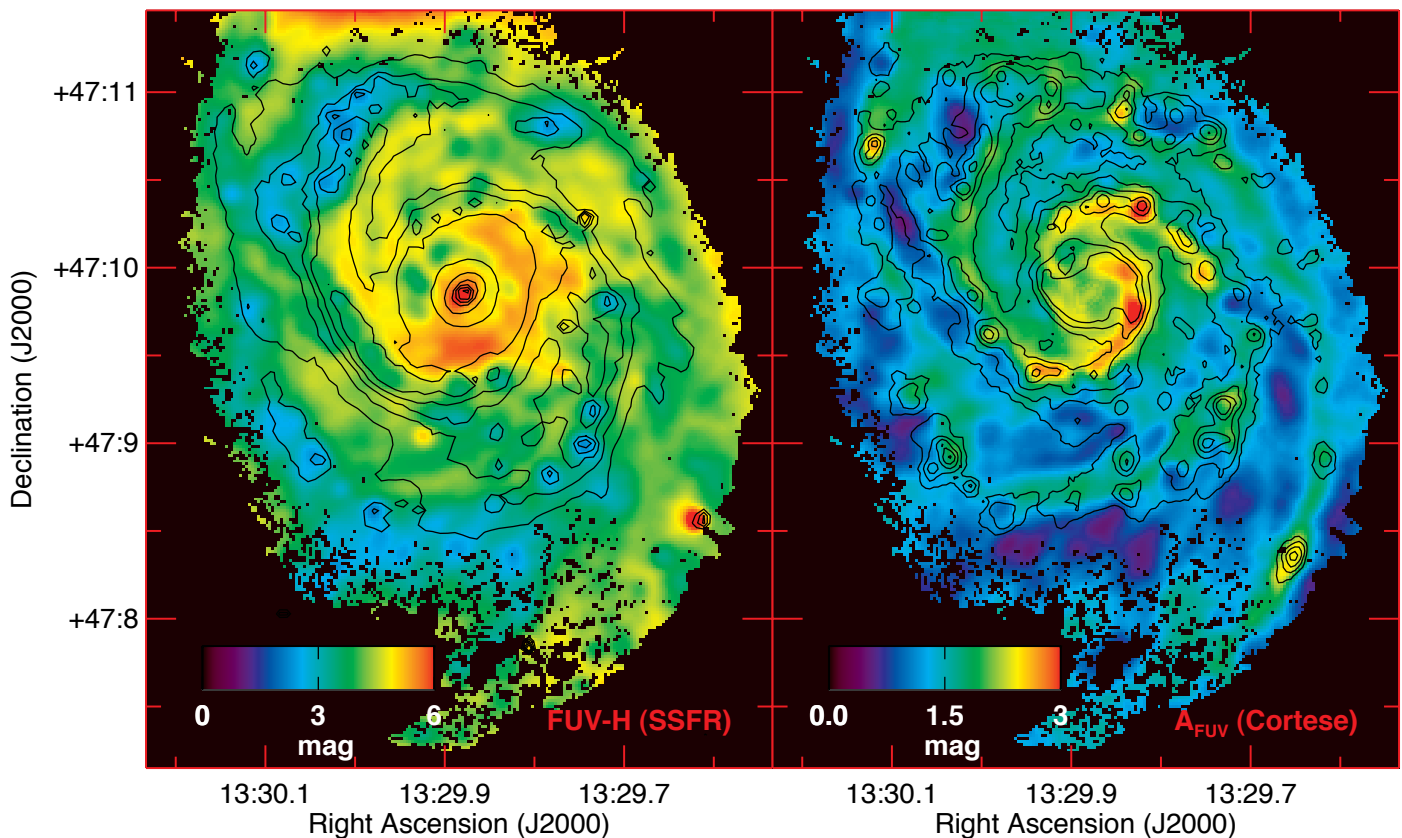 Declination (J2000)
+47:11
+47:10
+47:9
+47:8
0 3 6
mag
FUV-H (SSFR)
13:30.1 13:29.9 13:29.7
Right Ascension (J2000)
0.0 1.5 3
mag
AFUV (Cortese)
13:30.1 13:29.9 13:29.7
Right Ascension (J2000)